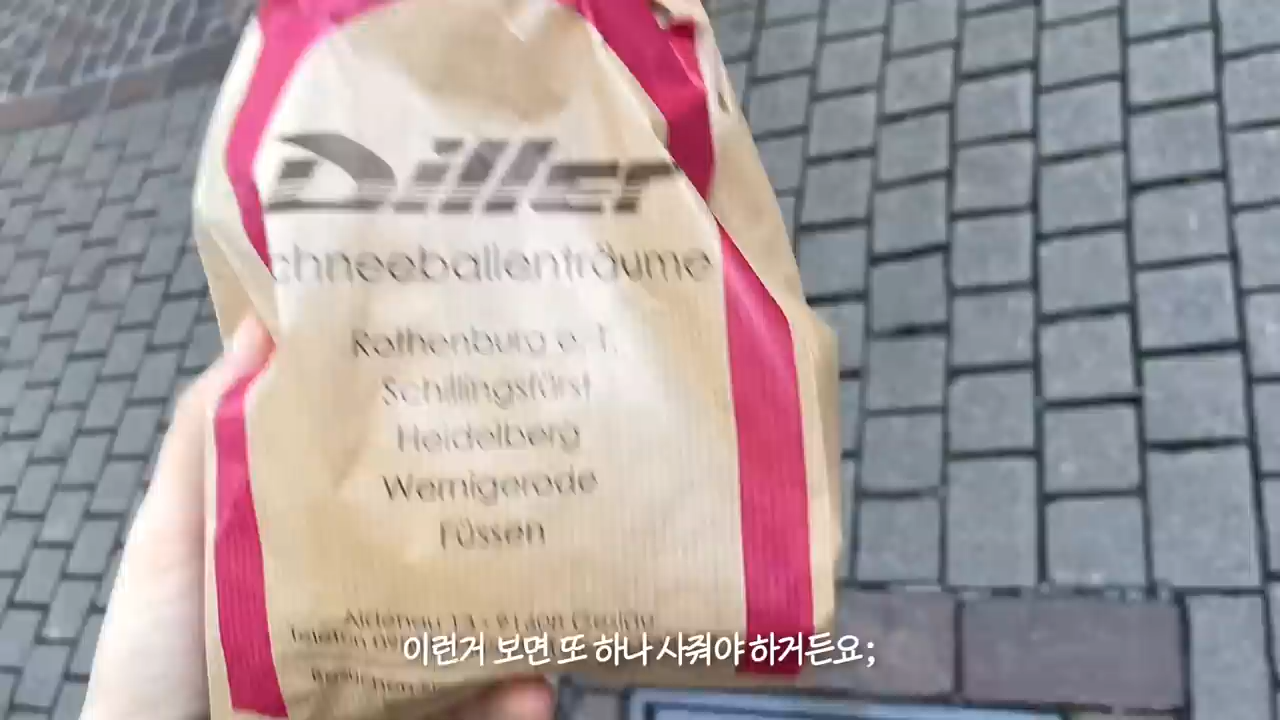 Diller
chneeballenträume
Rothenburg o. T.
Schillingsfürst
Heidelberg
Wernigerode
Füssen
이런거 보면 또 하나 사줘야 하거든요;